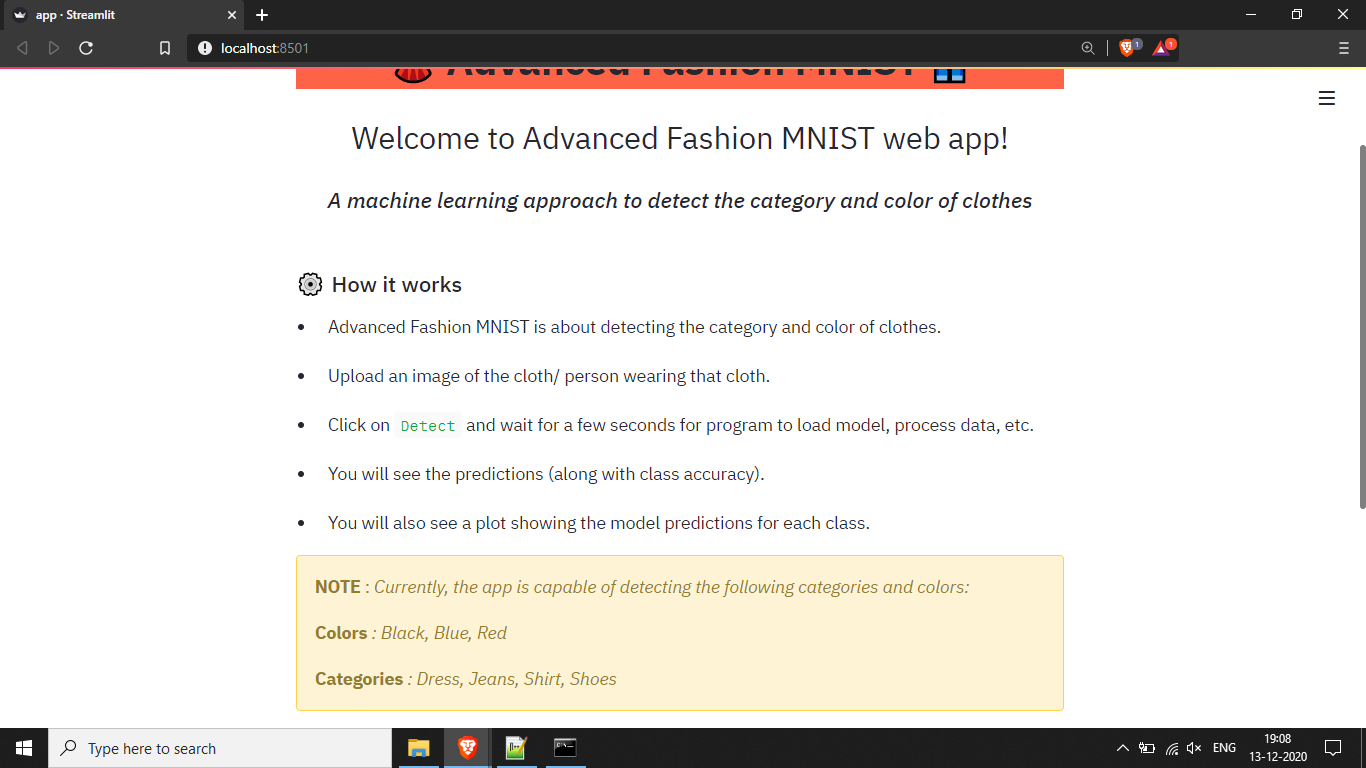 app · Streamlit
localhost:8501
1
1
Advanced Fashion MNIST
Welcome to Advanced Fashion MNIST web app!
A machine learning approach to detect the category and color of clothes
How it works
Advanced Fashion MNIST is about detecting the category and color of clothes.
Upload an image of the cloth/ person wearing that cloth.
Click on Detect and wait for a few seconds for program to load model, process data, etc.
You will see the predictions (along with class accuracy).
You will also see a plot showing the model predictions for each class.
NOTE : Currently, the app is capable of detecting the following categories and colors:
Colors : Black, Blue, Red
Categories : Dress, Jeans, Shirt, Shoes
Type here to search
ENG
19:08
13-12-2020